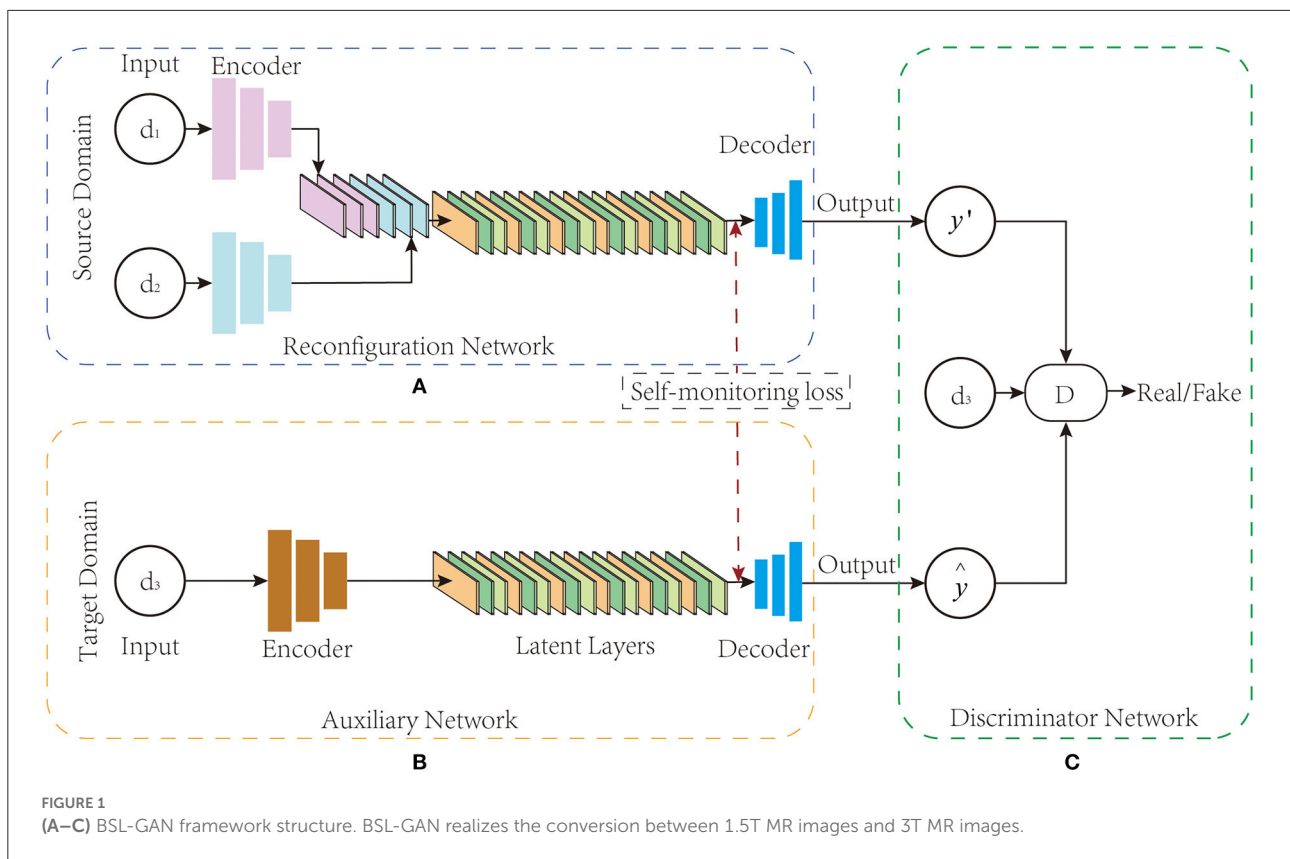 Input
Encoder
Source Domain
d₁
d₂
Decoder
Output
y'
Reconfiguration Network
A
Self-monitoring loss
d₃
D
Real/Fake
Target Domain
d₃
Input
Encoder
Latent Layers
Decoder
Output
ŷ
Auxiliary Network
B
Discriminator Network
C
FIGURE 1
(A–C) BSL-GAN framework structure. BSL-GAN realizes the conversion between 1.5T MR images and 3T MR images.